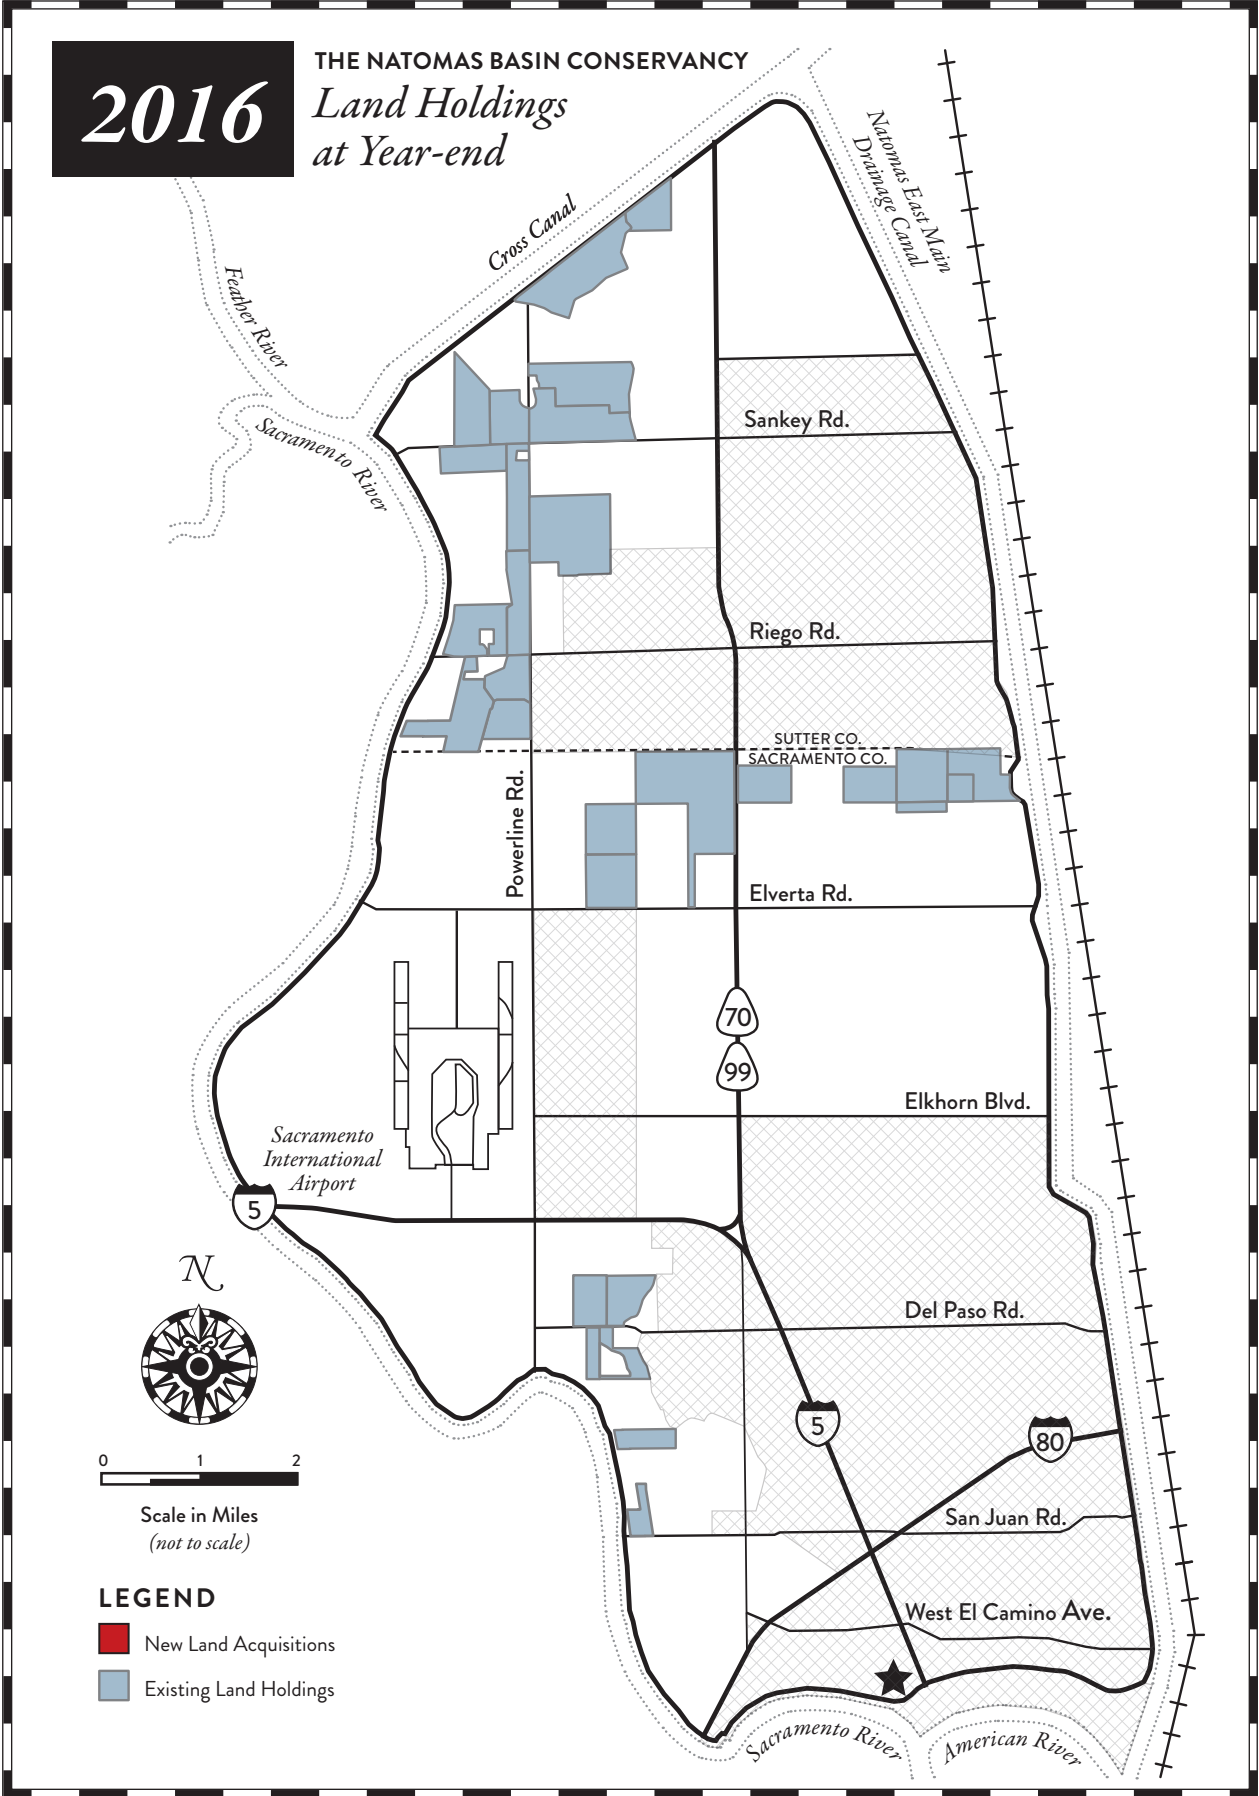 2016
THE NATOMAS BASIN CONSERVANCY
Land Holdings
at Year-end
Natomas East Main
Drainage Canal
Cross Canal
Feather River
Sacramento River
Sankey Rd.
Riego Rd.
SUTTER CO.
SACRAMENTO CO.
Powerline Rd.
Elverta Rd.
70
99
Elkhorn Blvd.
Sacramento
International
Airport
5
N
Del Paso Rd.
5
80
0 1 2
Scale in Miles
(not to scale)
San Juan Rd.
LEGEND
New Land Acquisitions
Existing Land Holdings
West El Camino Ave.
Sacramento River
American River